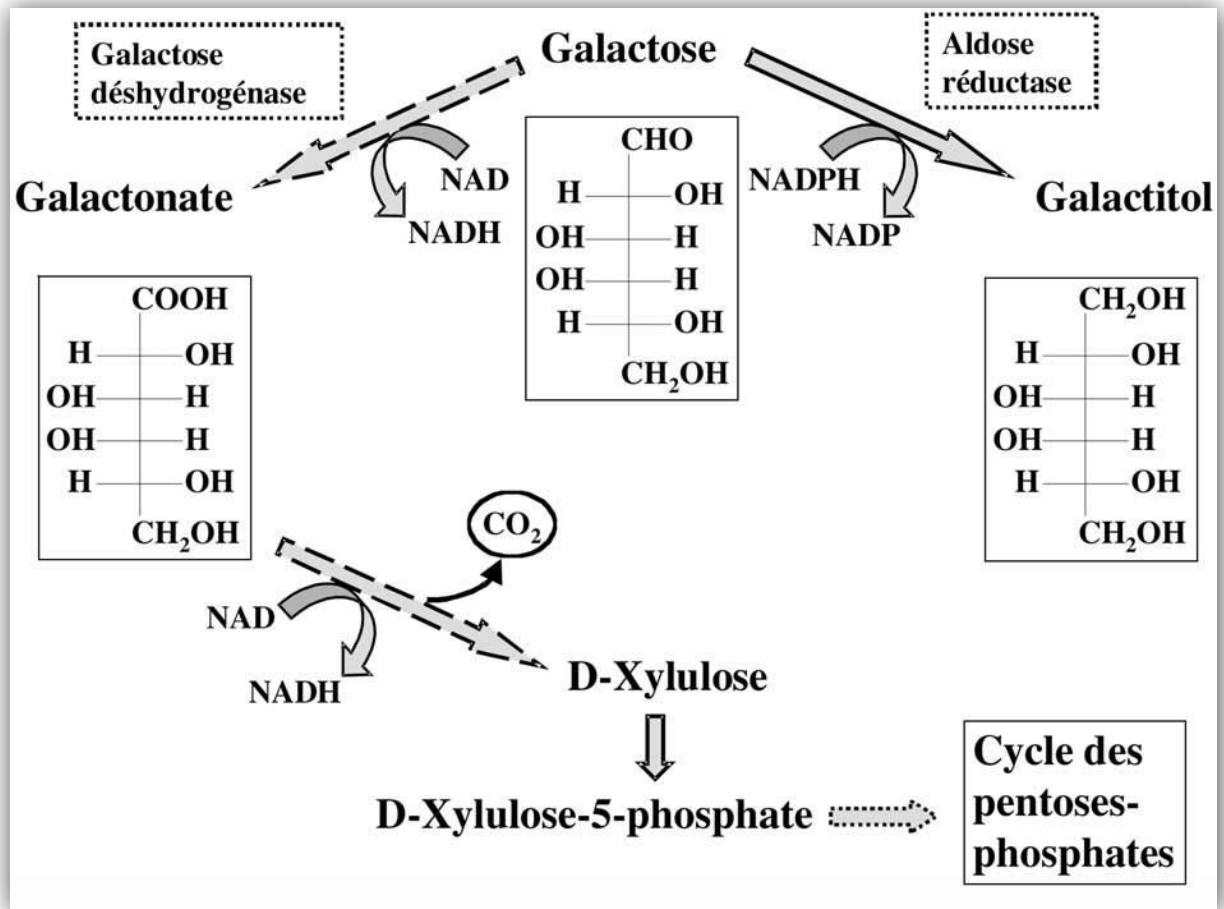 Galactose
déshydrogénase
Galactose
Aldose
réductase
Galactonate
NAD
NADH
NADPH
NADP
Galactitol
CHO
H OH
OH H
OH H
H OH
CH₂OH
COOH
H OH
OH H
OH H
H OH
CH₂OH
CH₂OH
H OH
OH H
OH H
H OH
CH₂OH
CO₂
NAD
NADH
D-Xylulose
D-Xylulose-5-phosphate
Cycle des
pentoses-
phosphates